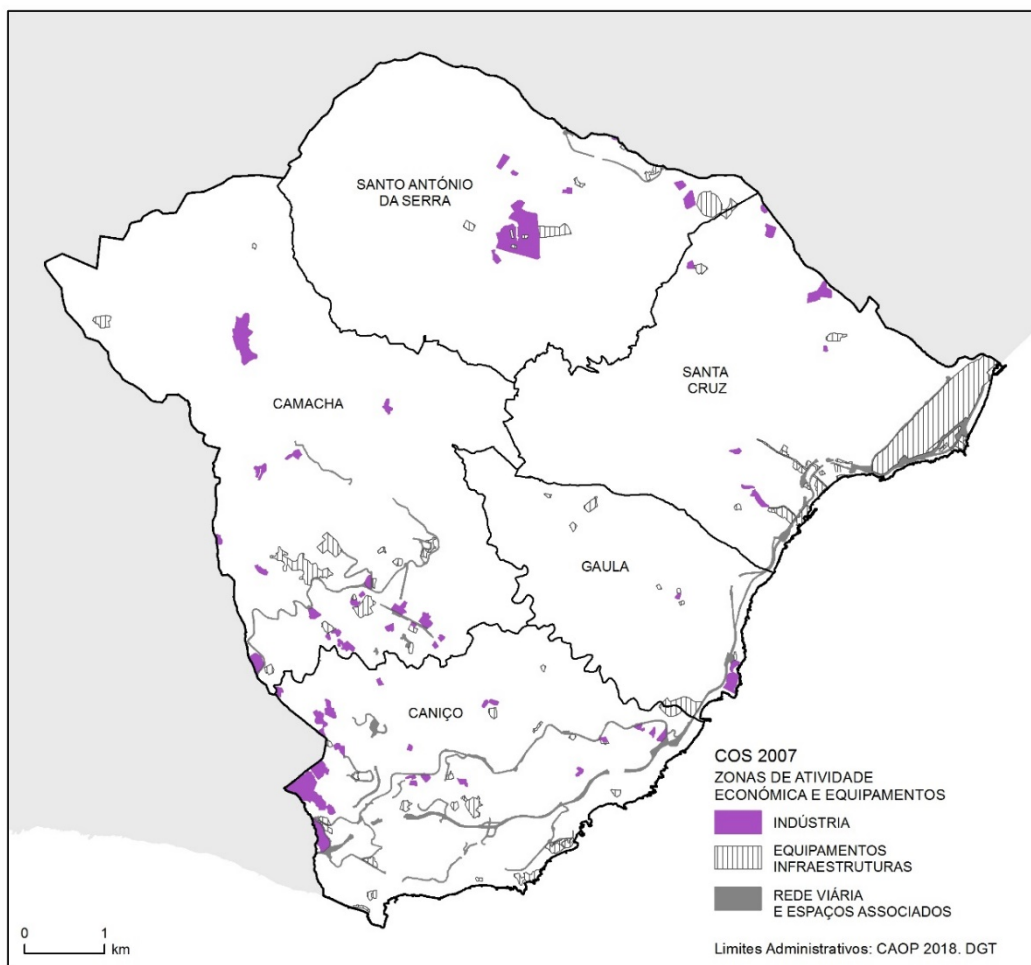 SANTO ANTÓNIO
DA SERRA
SANTA
CRUZ
CAMACHA
GAULA
CANIÇO
COS 2007
ZONAS DE ATIVIDADE
ECONÓMICA E EQUIPAMENTOS
INDÚSTRIA
EQUIPAMENTOS
INFRAESTRUTURAS
REDE VIÁRIA
E ESPAÇOS ASSOCIADOS
0 1
km
Limites Administrativos: CAOP 2018. DGT